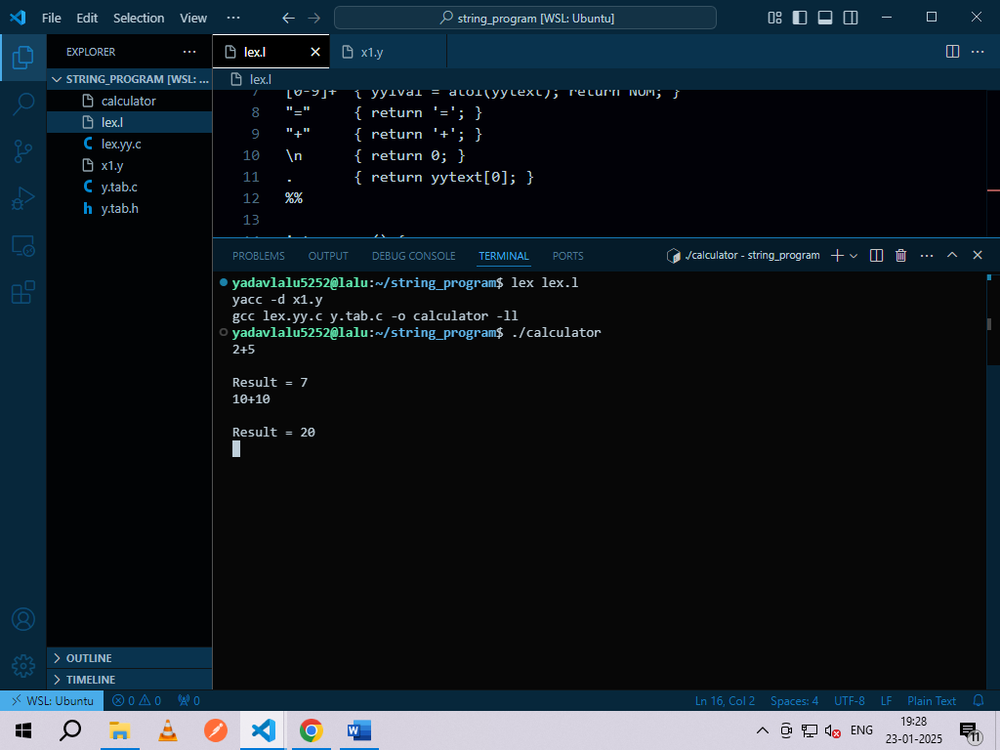 File Edit Selection View ··· string_program [WSL: Ubuntu]
EXPLORER ···
STRING_PROGRAM [WSL: ...
calculator
lex.l
lex.yy.c
x1.y
y.tab.c
y.tab.h
OUTLINE
TIMELINE
lex.l x1.y
lex.l
7 [0-9]+ { yylval = atoi(yytext); return NUM; }
8 "=" { return '='; }
9 "+" { return '+'; }
10 \n { return 0; }
11 . { return yytext[0]; }
12 %%
13
PROBLEMS OUTPUT DEBUG CONSOLE TERMINAL PORTS ./calculator - string_program
yadavlalu5252@lalu:~/string_program$ lex lex.l
yacc -d x1.y
gcc lex.yy.c y.tab.c -o calculator -ll
yadavlalu5252@lalu:~/string_program$ ./calculator
2+5
Result = 7
10+10
Result = 20
WSL: Ubuntu 0 0 0 Ln 16, Col 2 Spaces: 4 UTF-8 LF Plain Text
ENG 19:28
23-01-2025
11